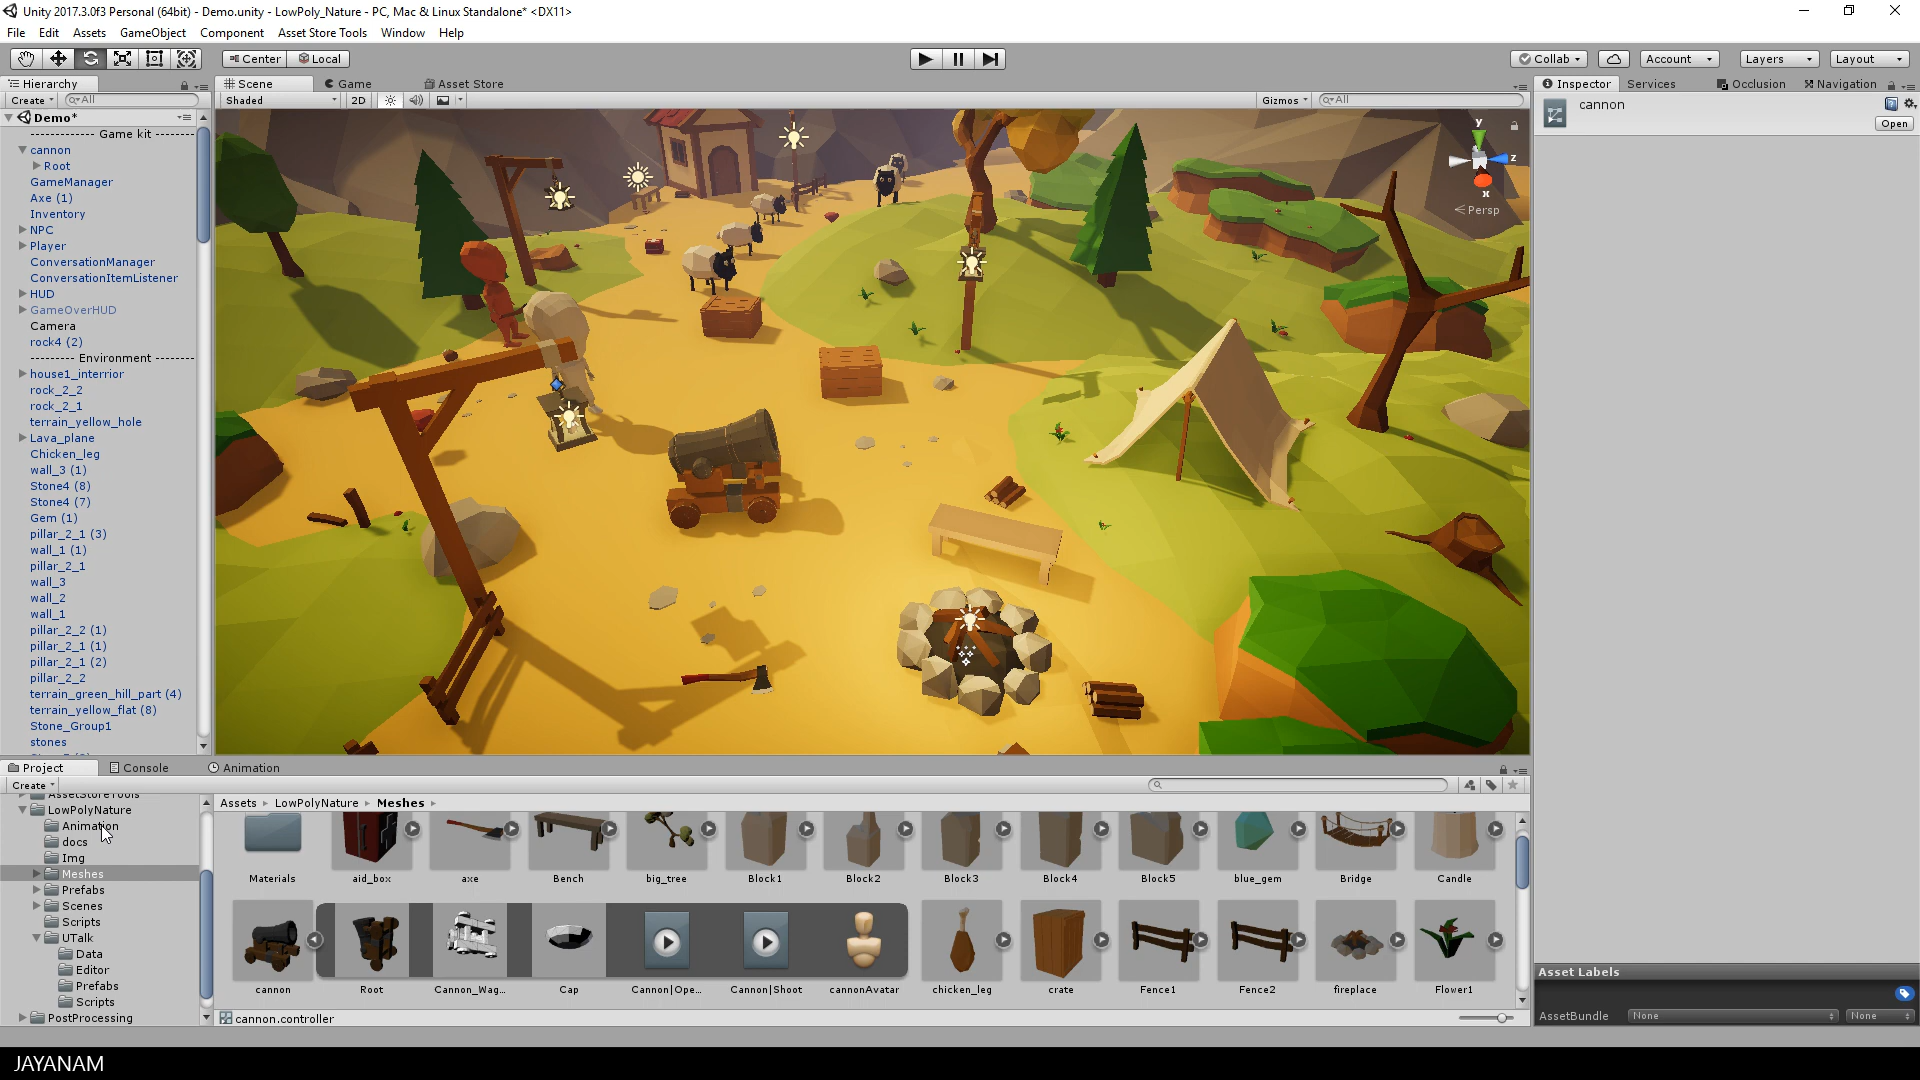 Unity 2017.3.0f3 Personal (64bit) - Demo.unity - LowPoly_Nature - PC, Mac & Linux Standalone* <DX11>
File Edit Assets GameObject Component Asset Store Tools Window Help
Center Local
Collab Account Layers Layout
Hierarchy
Create All
Demo*
------------- Game kit --------
cannon
Root
GameManager
Axe (1)
Inventory
NPC
Player
ConversationManager
ConversationItemListener
HUD
GameOverHUD
Camera
rock4 (2)
--------- Environment --------
house1_interrior
rock_2_2
rock_2_1
terrain_yellow_hole
Lava_plane
Chicken_leg
wall_3 (1)
Stone4 (8)
Stone4 (7)
Gem (1)
pillar_2_1 (3)
wall_1 (1)
pillar_2_1
wall_3
wall_2
wall_1
pillar_2_2 (1)
pillar_2_1 (1)
pillar_2_1 (2)
pillar_2_2
terrain_green_hill_part (4)
terrain_yellow_flat (8)
Stone_Group1
stones
Scene Game Asset Store
Shaded 2D Gizmos All
y
z
x
Persp
Inspector Services Occlusion Navigation
cannon
Open
Asset Labels
AssetBundle None None
Project Console Animation
Create
AssetStoreTools
LowPolyNature
Animation
docs
Img
Meshes
Prefabs
Scenes
Scripts
UTalk
Data
Editor
Prefabs
Scripts
PostProcessing
Assets LowPolyNature Meshes
Materials aid_box axe Bench big_tree Block1 Block2 Block3 Block4 Block5 blue_gem Bridge Candle
cannon Root Cannon_Wag... Cap Cannon|Ope... Cannon|Shoot cannonAvatar chicken_leg crate Fence1 Fence2 fireplace Flower1
cannon.controller
JAYANAM